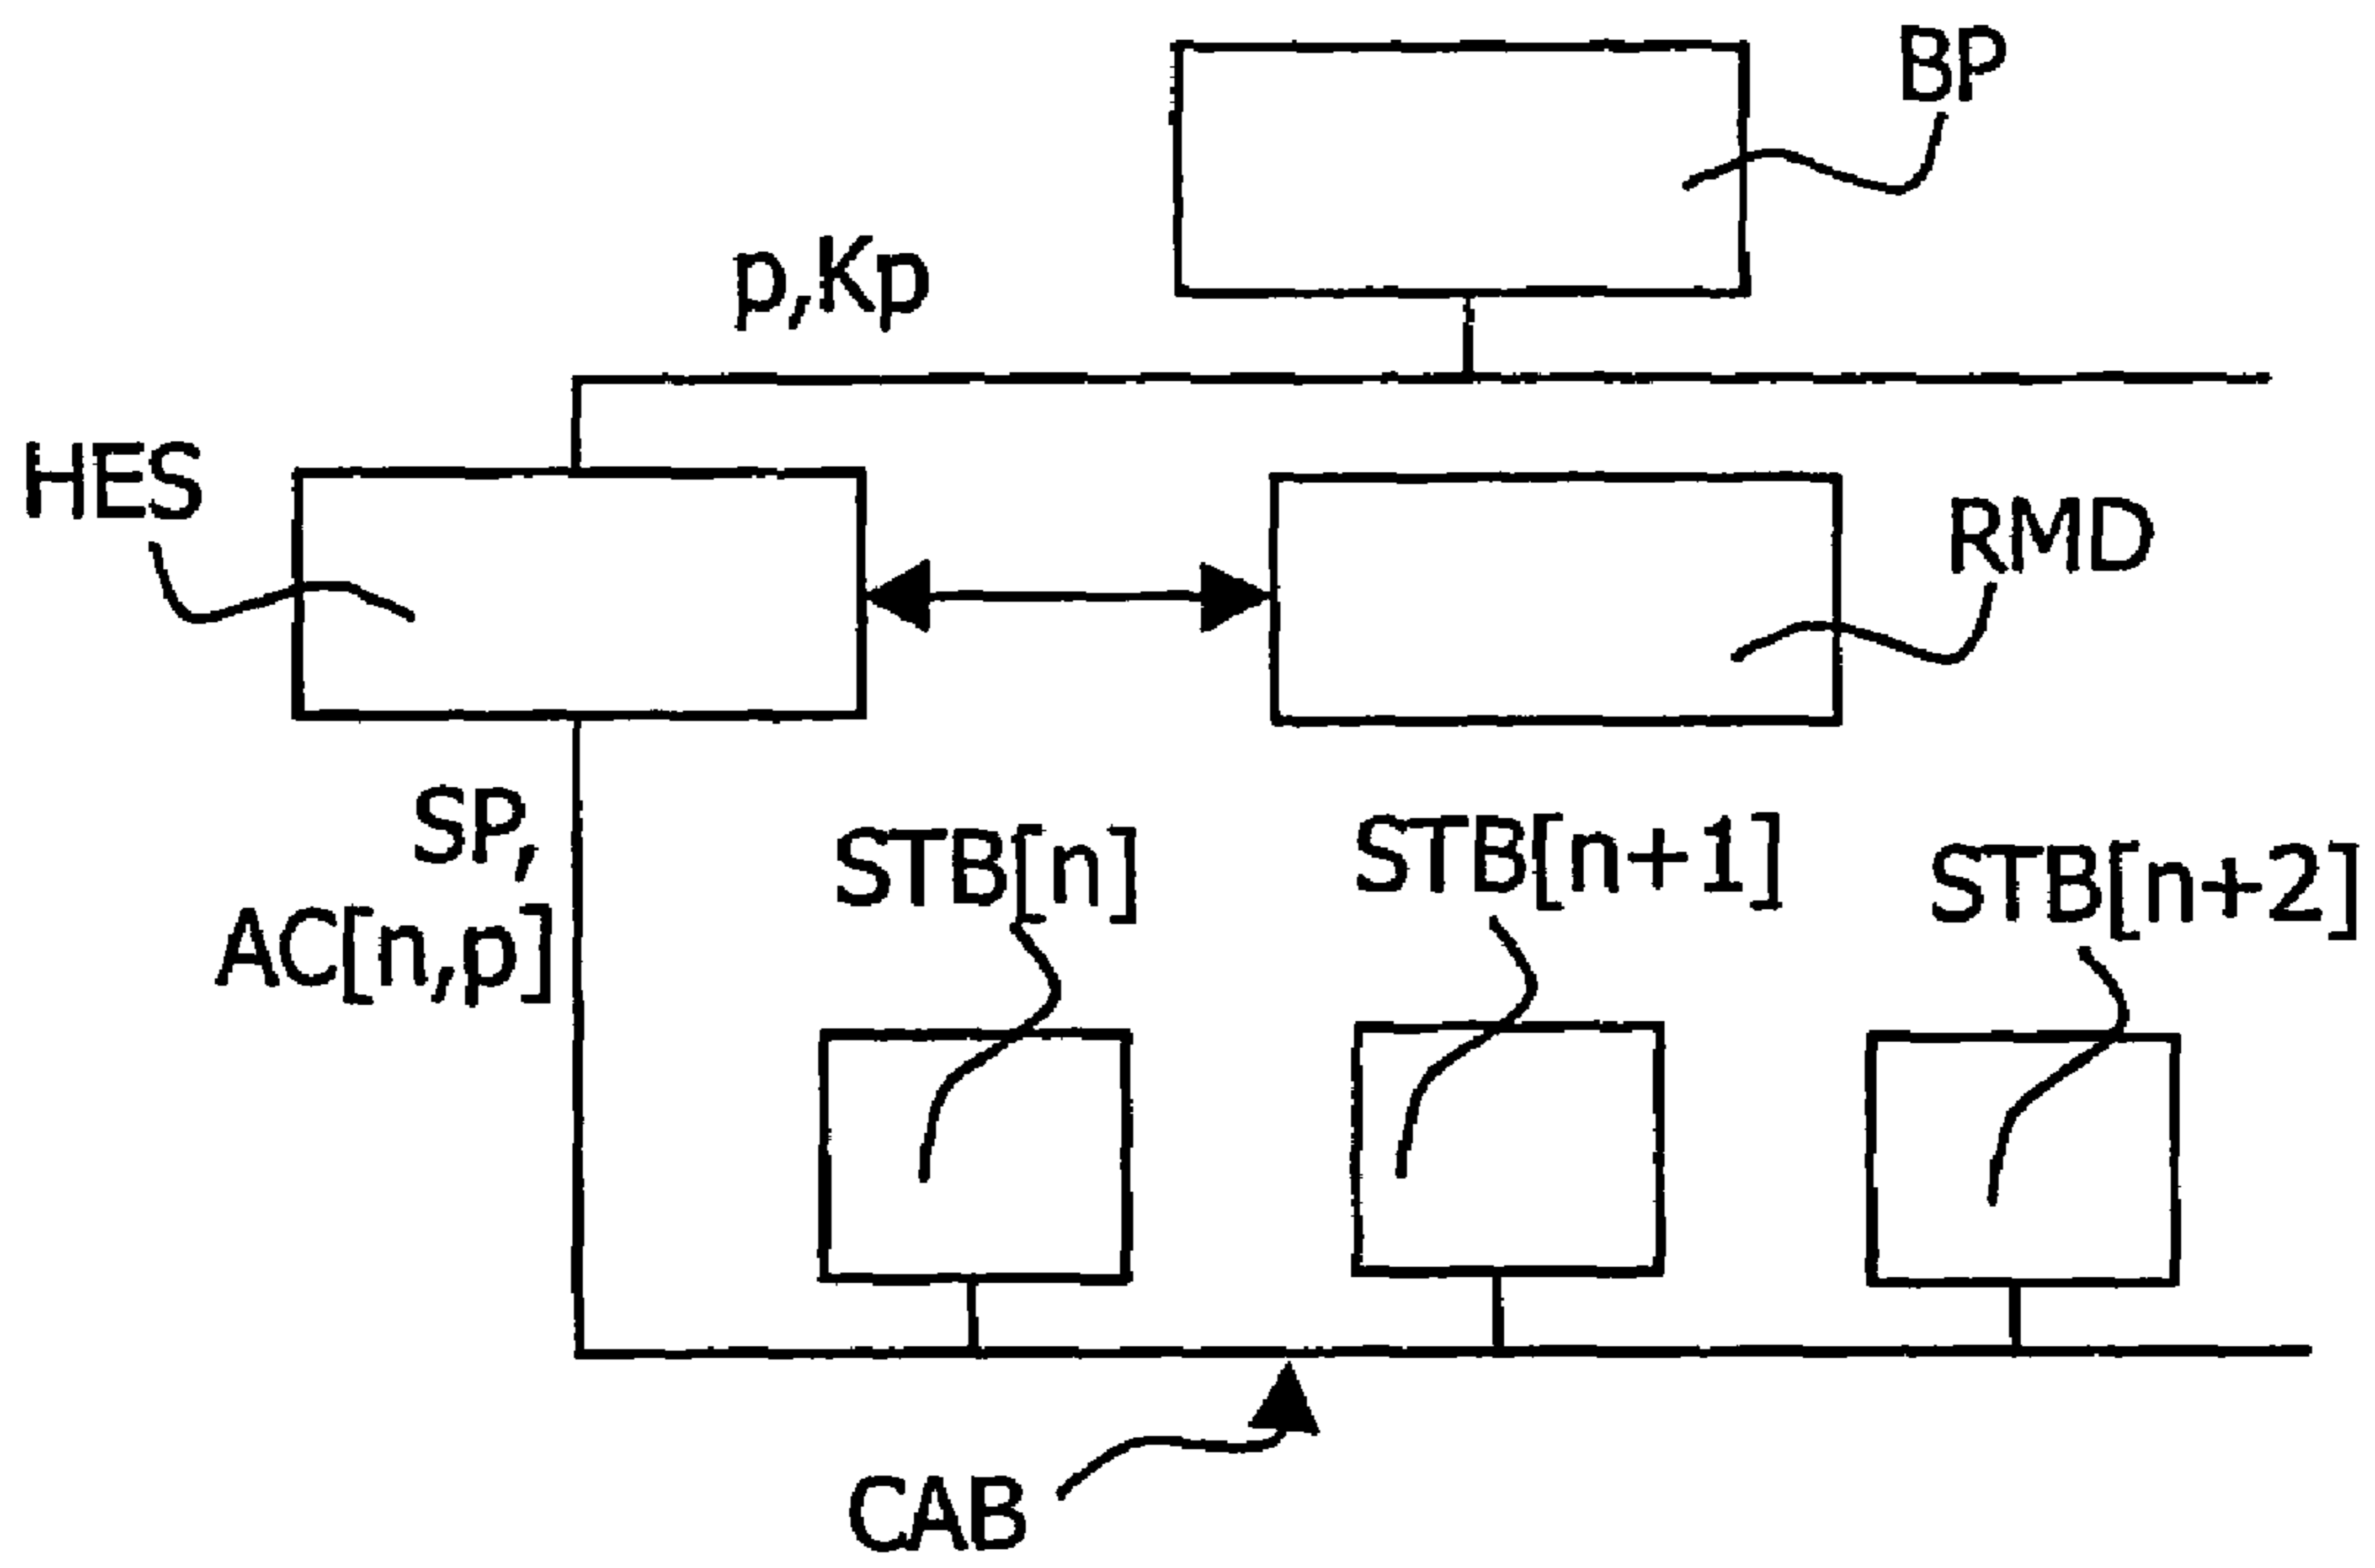 BP
p,Kp
HES
RMD
SP,
AC[n,p]
STB[n]
STB[n+1]
STB[n+2]
CAB